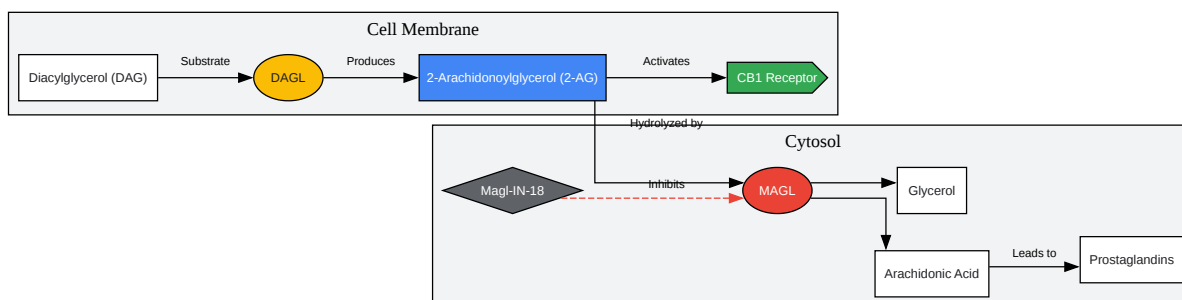 Cell Membrane
Diacylglycerol (DAG)
Substrate
DAGL
Produces
2-Arachidonoylglycerol (2-AG)
Activates
CB1 Receptor
Hydrolyzed by
Cytosol
Magl-IN-18
Inhibits
MAGL
Glycerol
Arachidonic Acid
Leads to
Prostaglandins